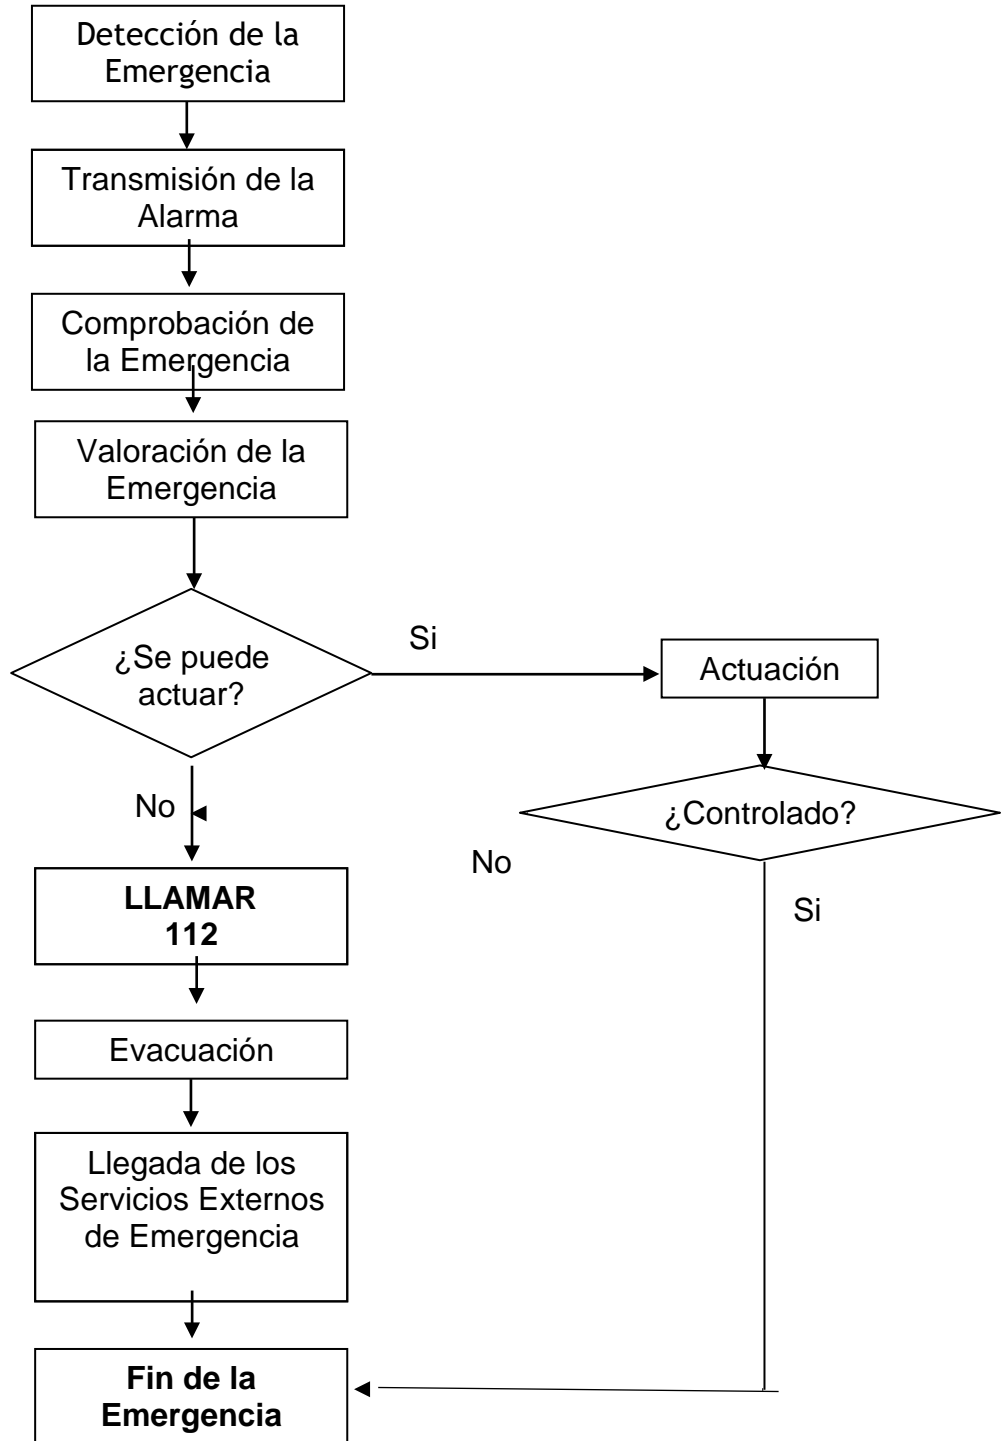 Detección de la
Emergencia
Transmisión de la
Alarma
Comprobación de
la Emergencia
Valoración de la
Emergencia
¿Se puede
actuar?
Si
Actuación
¿Controlado?
No
No
Si
LLAMAR
112
Evacuación
Llegada de los
Servicios Externos
de Emergencia
Fin de la
Emergencia